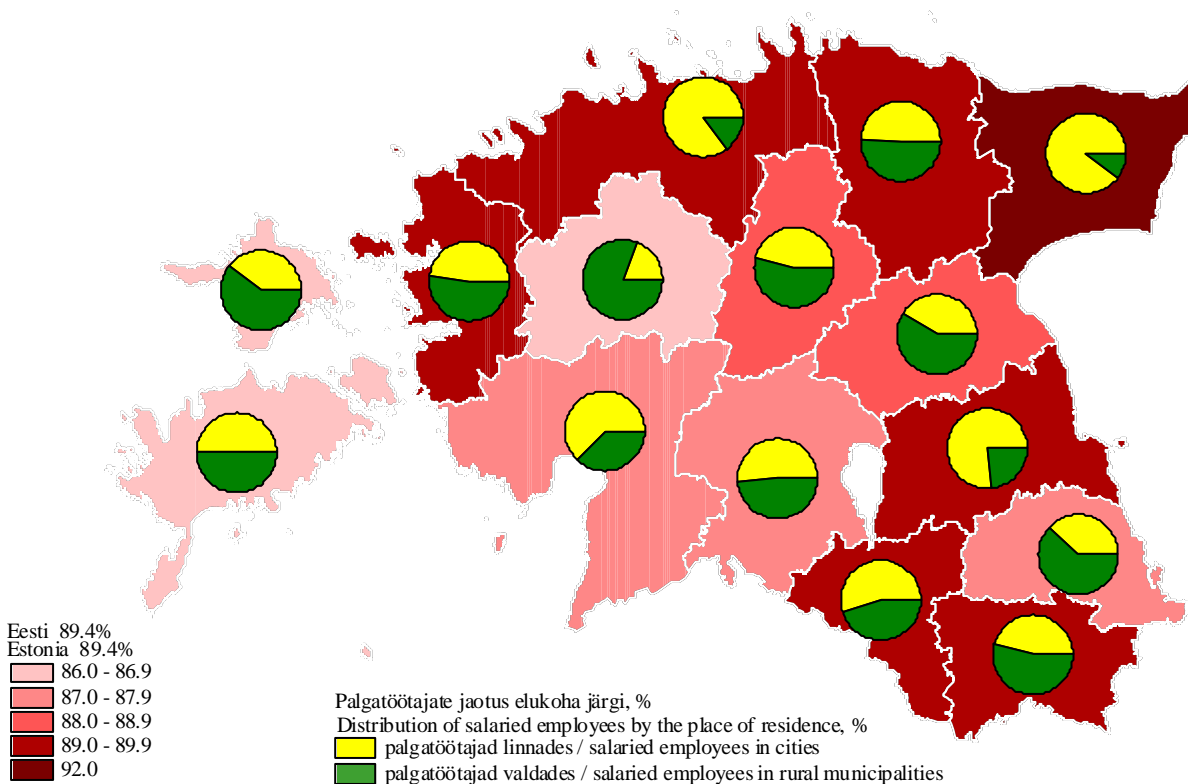 Eesti 89.4%
Estonia 89.4%
86.0 - 86.9
87.0 - 87.9
88.0 - 88.9
89.0 - 89.9
92.0
Palgatöötajate jaotus elukoha järgi, %
Distribution of salaried employees by the place of residence, %
palgatöötajad linnades / salaried employees in cities
palgatöötajad valdades / salaried employees in rural municipalities